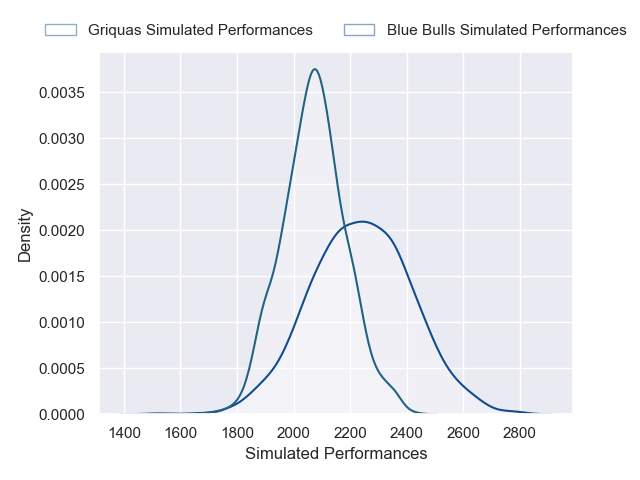 Griquas Simulated Performances
Blue Bulls Simulated Performances
0.0035
0.0030
0.0025
0.0020
0.0015
0.0010
0.0005
0.0000
Density
1400 1600 1800 2000 2200 2400 2600 2800
Simulated Performances